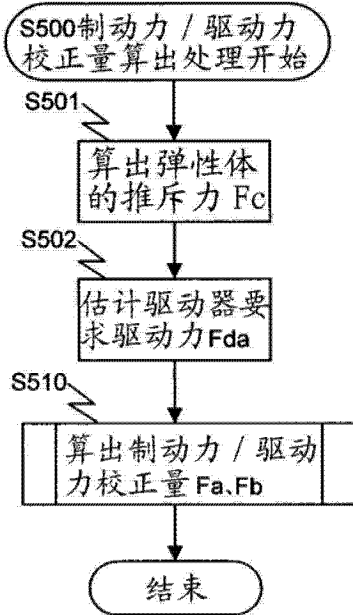 S500制动力/驱动力
校正量算出处理开始
S501
算出弹性体
的推斥力 Fc
S502
估计驱动器要
求驱动力Fda
S510
算出制动力/驱动
力校正量Fa、Fb
结束